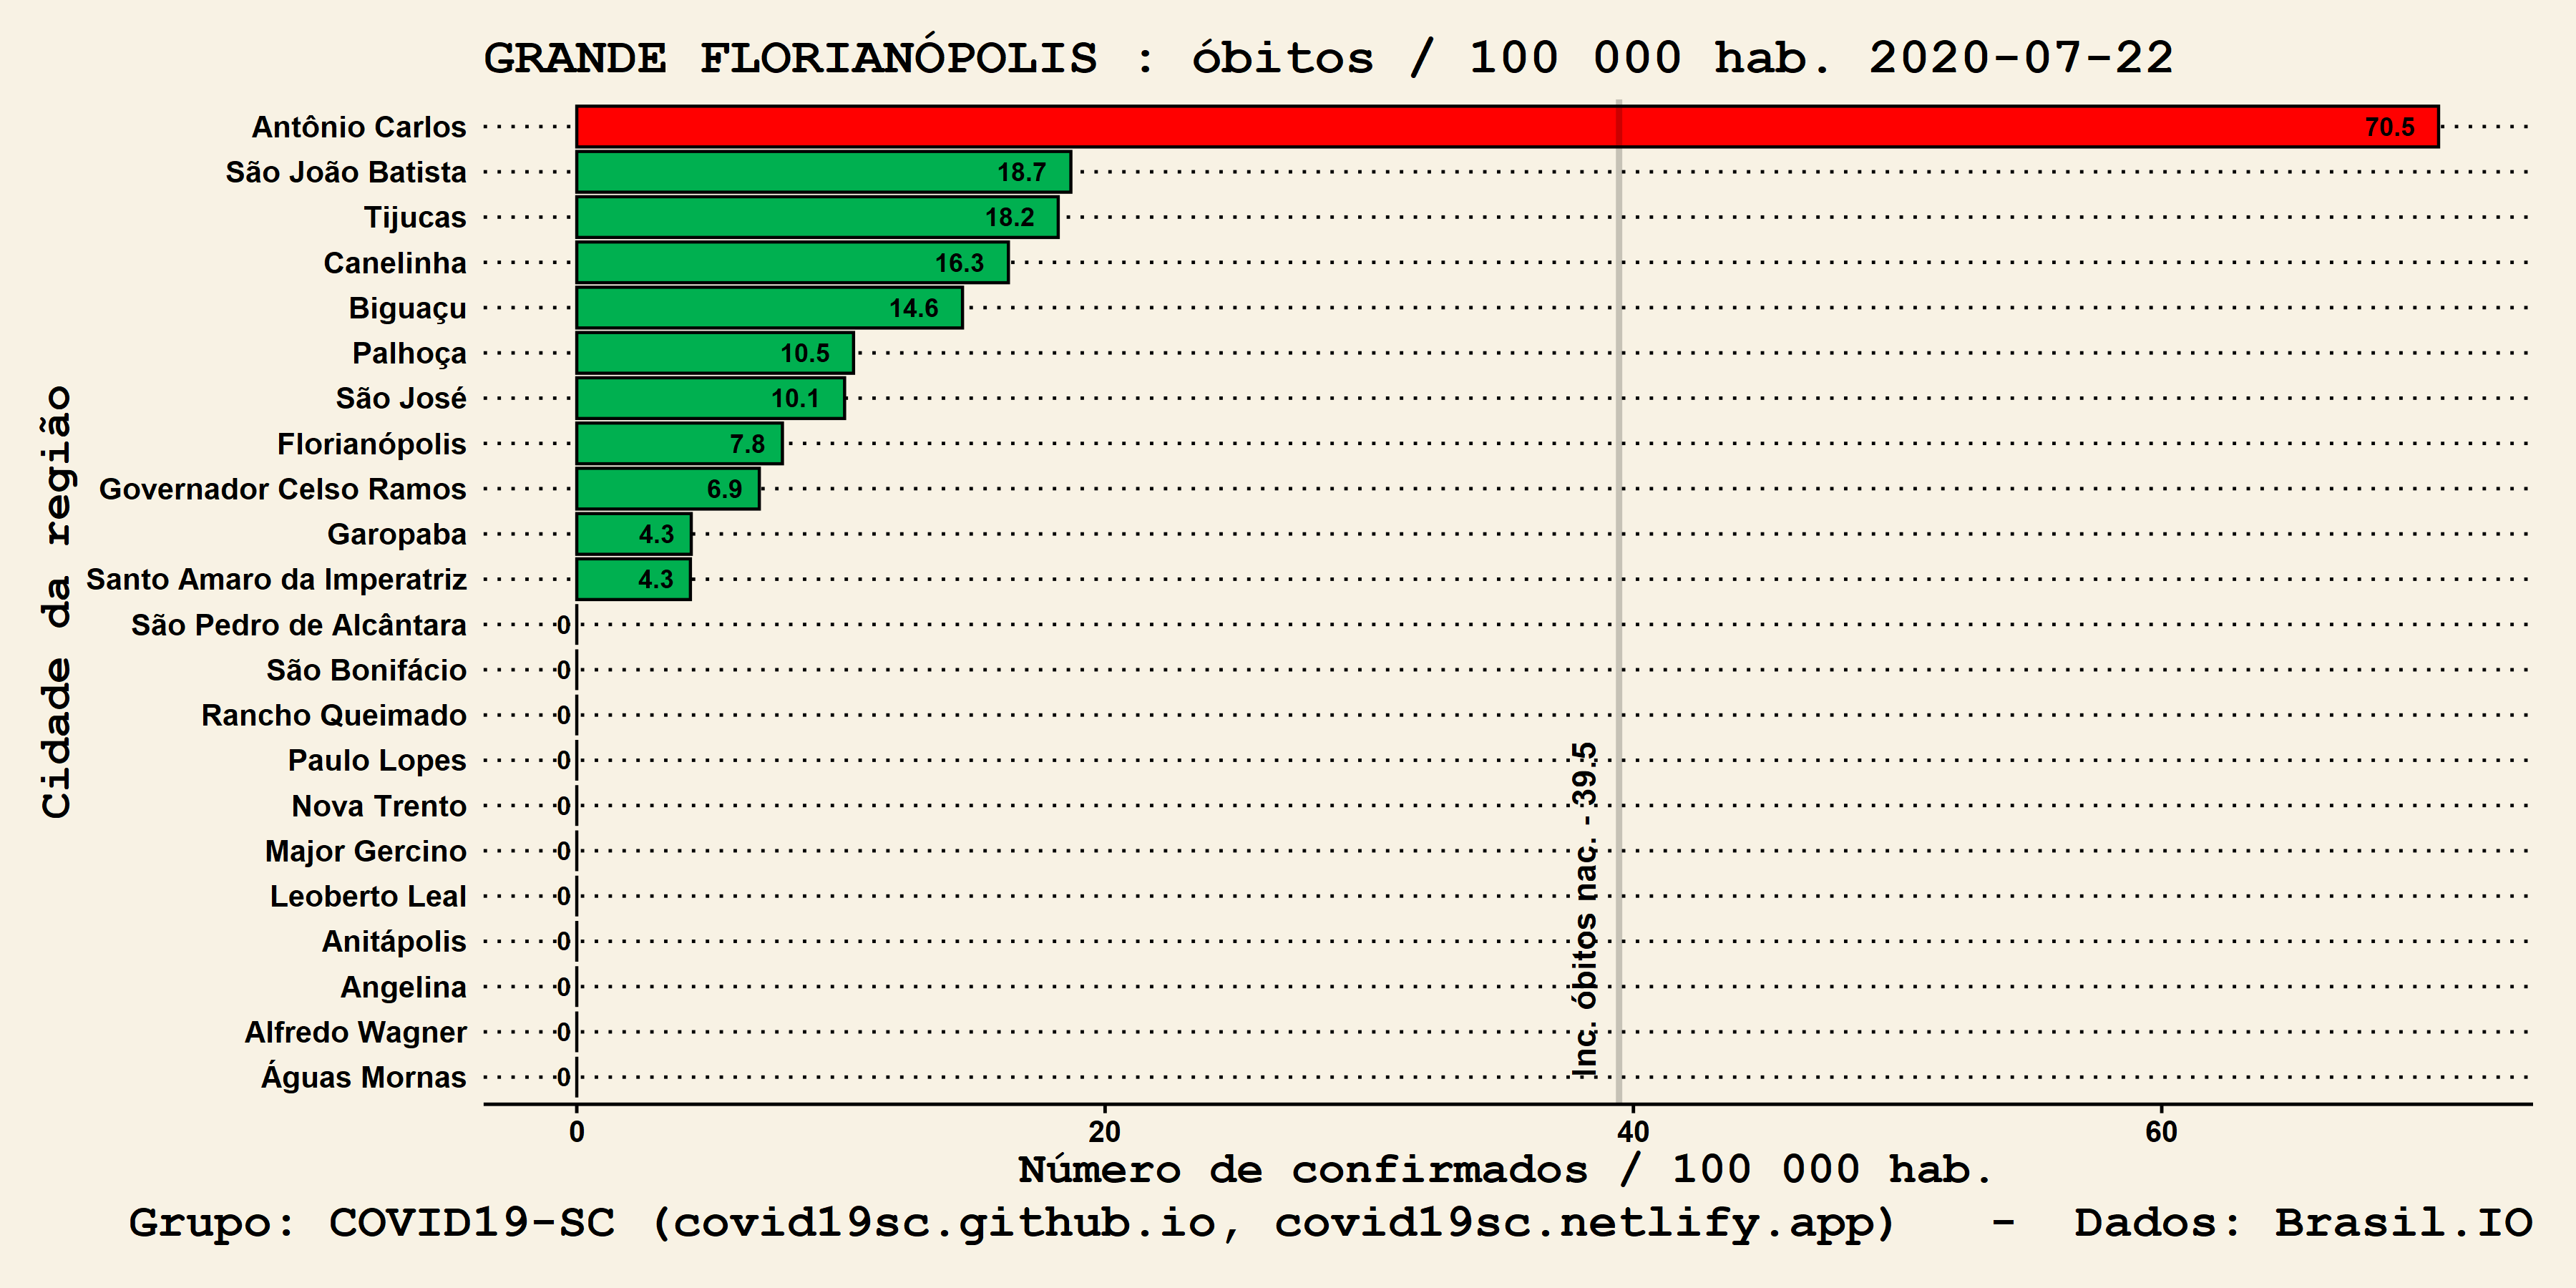 GRANDE FLORIANÓPOLIS : óbitos / 100 000 hab. 2020-07-22
Cidade da região
Antônio Carlos 70.5
São João Batista 18.7
Tijucas 18.2
Canelinha 16.3
Biguaçu 14.6
Palhoça 10.5
São José 10.1
Florianópolis 7.8
Governador Celso Ramos 6.9
Garopaba 4.3
Santo Amaro da Imperatriz 4.3
São Pedro de Alcântara 0
São Bonifácio 0
Rancho Queimado 0
Paulo Lopes 0
Nova Trento 0
Major Gercino 0
Leoberto Leal 0
Anitápolis 0
Angelina 0
Alfredo Wagner 0
Águas Mornas 0
Inc. óbitos nac. - 39.5
0 20 40 60
Número de confirmados / 100 000 hab.
Grupo: COVID19-SC (covid19sc.github.io, covid19sc.netlify.app) - Dados: Brasil.IO